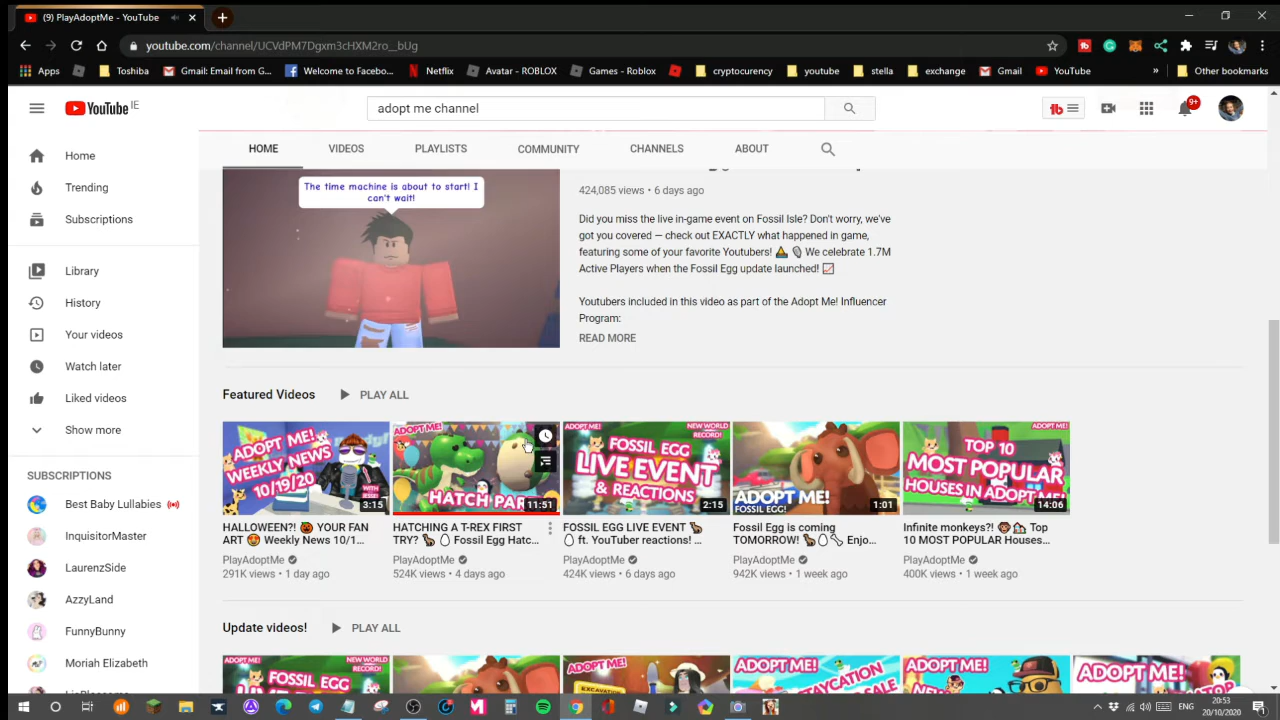 (9) PlayAdoptMe - YouTube
youtube.com/channel/UCVdPM7Dgxm3cHXM2ro__bUg
Apps
Toshiba
Gmail: Email from G...
Welcome to Facebo...
Netflix
Avatar - ROBLOX
Games - Roblox
cryptocurency
youtube
stella
exchange
Gmail
YouTube
»
Other bookmarks
YouTube IE
adopt me channel
9+
HOME
VIDEOS
PLAYLISTS
COMMUNITY
CHANNELS
ABOUT
Home
Trending
Subscriptions
Library
History
Your videos
Watch later
Liked videos
Show more
SUBSCRIPTIONS
Best Baby Lullabies
InquisitorMaster
LaurenzSide
AzzyLand
FunnyBunny
Moriah Elizabeth
The time machine is about to start! I
can't wait!
424,085 views • 6 days ago
Did you miss the live in-game event on Fossil Isle? Don't worry, we've
got you covered — check out EXACTLY what happened in game,
featuring some of your favorite Youtubers! We celebrate 1.7M
Active Players when the Fossil Egg update launched!
Youtubers included in this video as part of the Adopt Me! Influencer
Program:
READ MORE
Featured Videos
PLAY ALL
ADOPT ME!
WEEKLY NEWS
10/19/20
WITH
JESSE!
3:15
HALLOWEEN?! YOUR FAN
ART Weekly News 10/1...
PlayAdoptMe
291K views • 1 day ago
ADOPT ME!
HATCH PAR
11:51
HATCHING A T-REX FIRST
TRY? Fossil Egg Hatc...
PlayAdoptMe
524K views • 4 days ago
ADOPT ME!
NEW WORLD
RECORD!
FOSSIL EGG
LIVE EVENT
& REACTIONS
2:15
FOSSIL EGG LIVE EVENT
ft. YouTuber reactions! ...
PlayAdoptMe
424K views • 6 days ago
ADOPT ME!
FOSSIL EGG!
1:01
Fossil Egg is coming
TOMORROW! Enjo...
PlayAdoptMe
942K views • 1 week ago
ADOPT ME!
TOP 10
MOST POPULAR
HOUSES IN ADOPT ME!
14:06
Infinite monkeys?! Top
10 MOST POPULAR Houses...
PlayAdoptMe
400K views • 1 week ago
Update videos!
PLAY ALL
ADOPT ME!
NEW WORLD
RECORD!
FOSSIL EGG
ADOPT ME!
EXCAVATION
ADOPT ME!
STAYCATION
SALE
ADOPT ME!
ADOPT ME!
ENG
20:53
20/10/2020